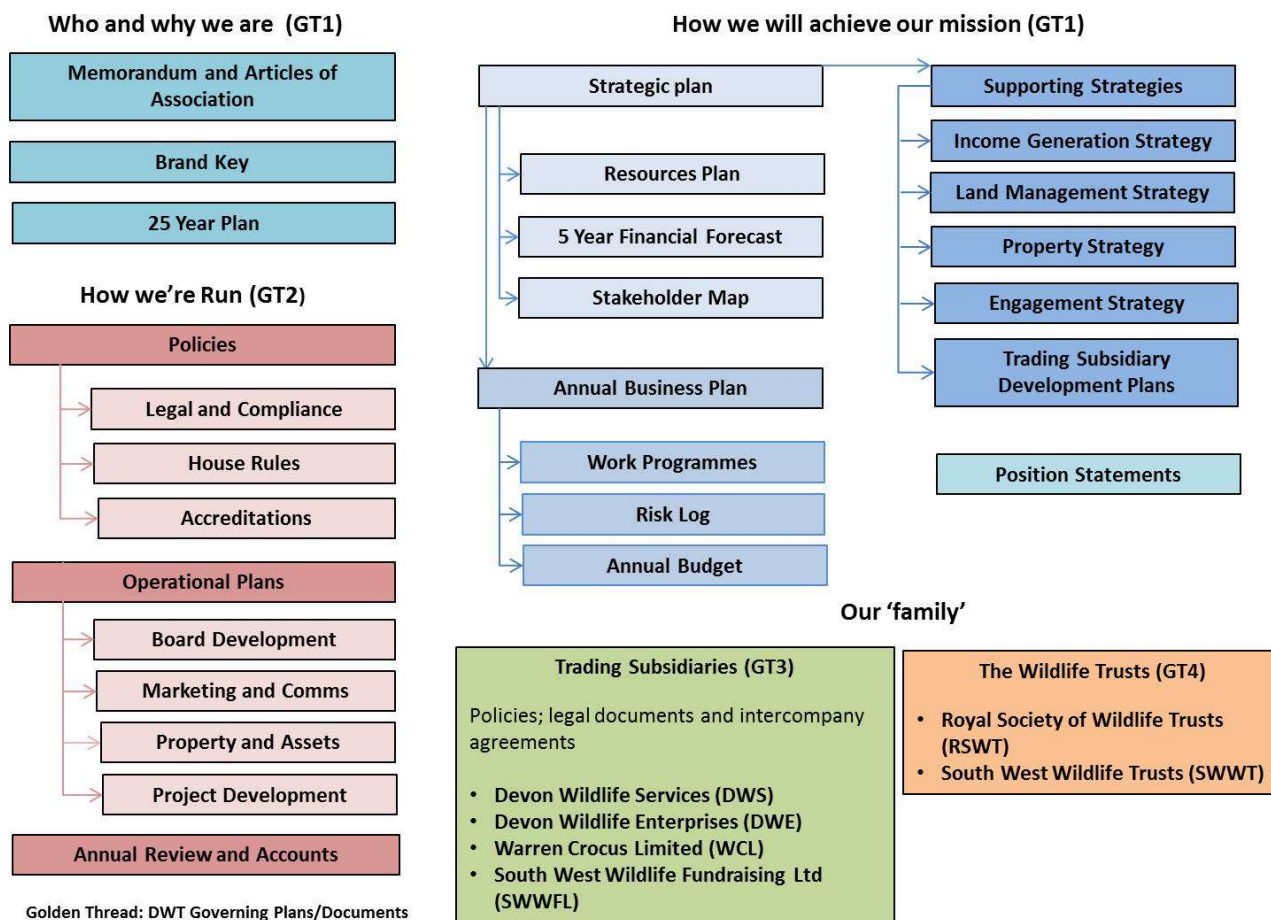 Who and why we are (GT1)
Memorandum and Articles of
Association
Brand Key
25 Year Plan
How we're Run (GT2)
Policies
Legal and Compliance
House Rules
Accreditations
Operational Plans
Board Development
Marketing and Comms
Property and Assets
Project Development
Annual Review and Accounts
Golden Thread: DWT Governing Plans/Documents
How we will achieve our mission (GT1)
Strategic plan
Resources Plan
5 Year Financial Forecast
Stakeholder Map
Annual Business Plan
Work Programmes
Risk Log
Annual Budget
Supporting Strategies
Income Generation Strategy
Land Management Strategy
Property Strategy
Engagement Strategy
Trading Subsidiary
Development Plans
Position Statements
Our ‘family’
Trading Subsidiaries (GT3)
Policies; legal documents and intercompany
agreements
• Devon Wildlife Services (DWS)
• Devon Wildlife Enterprises (DWE)
• Warren Crocus Limited (WCL)
• South West Wildlife Fundraising Ltd
(SWWFL)
The Wildlife Trusts (GT4)
• Royal Society of Wildlife Trusts
(RSWT)
• South West Wildlife Trusts (SWWT)